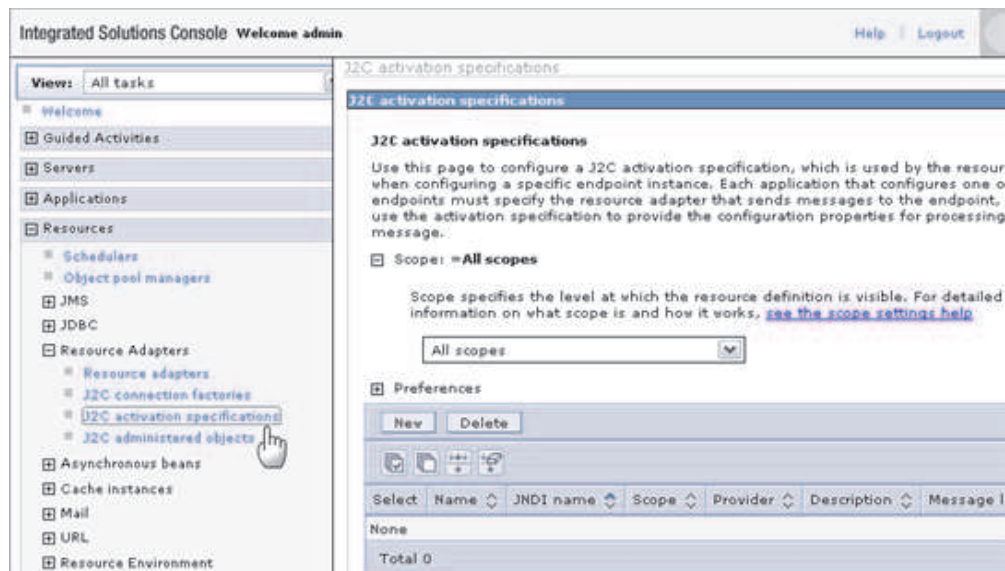 Integrated Solutions Console Welcome admin
Help | Logout
View: All tasks
Welcome
Guided Activities
Servers
Applications
Resources
Schedulers
Object pool managers
JMS
JDBC
Resource Adapters
Resource adapters
J2C connection factories
J2C activation specifications
J2C administered objects
Asynchronous beans
Cache instances
Mail
URL
Resource Environment
J2C activation specifications
J2C activation specifications
J2C activation specifications
Use this page to configure a J2C activation specification, which is used by the resour
when configuring a specific endpoint instance. Each application that configures one o
endpoints must specify the resource adapter that sends messages to the endpoint,
use the activation specification to provide the configuration properties for processing
message.
Scope: =All scopes
Scope specifies the level at which the resource definition is visible. For detailed
information on what scope is and how it works, see the scope settings help
All scopes
Preferences
New Delete
Select Name JNDI name Scope Provider Description Message l
None
Total 0